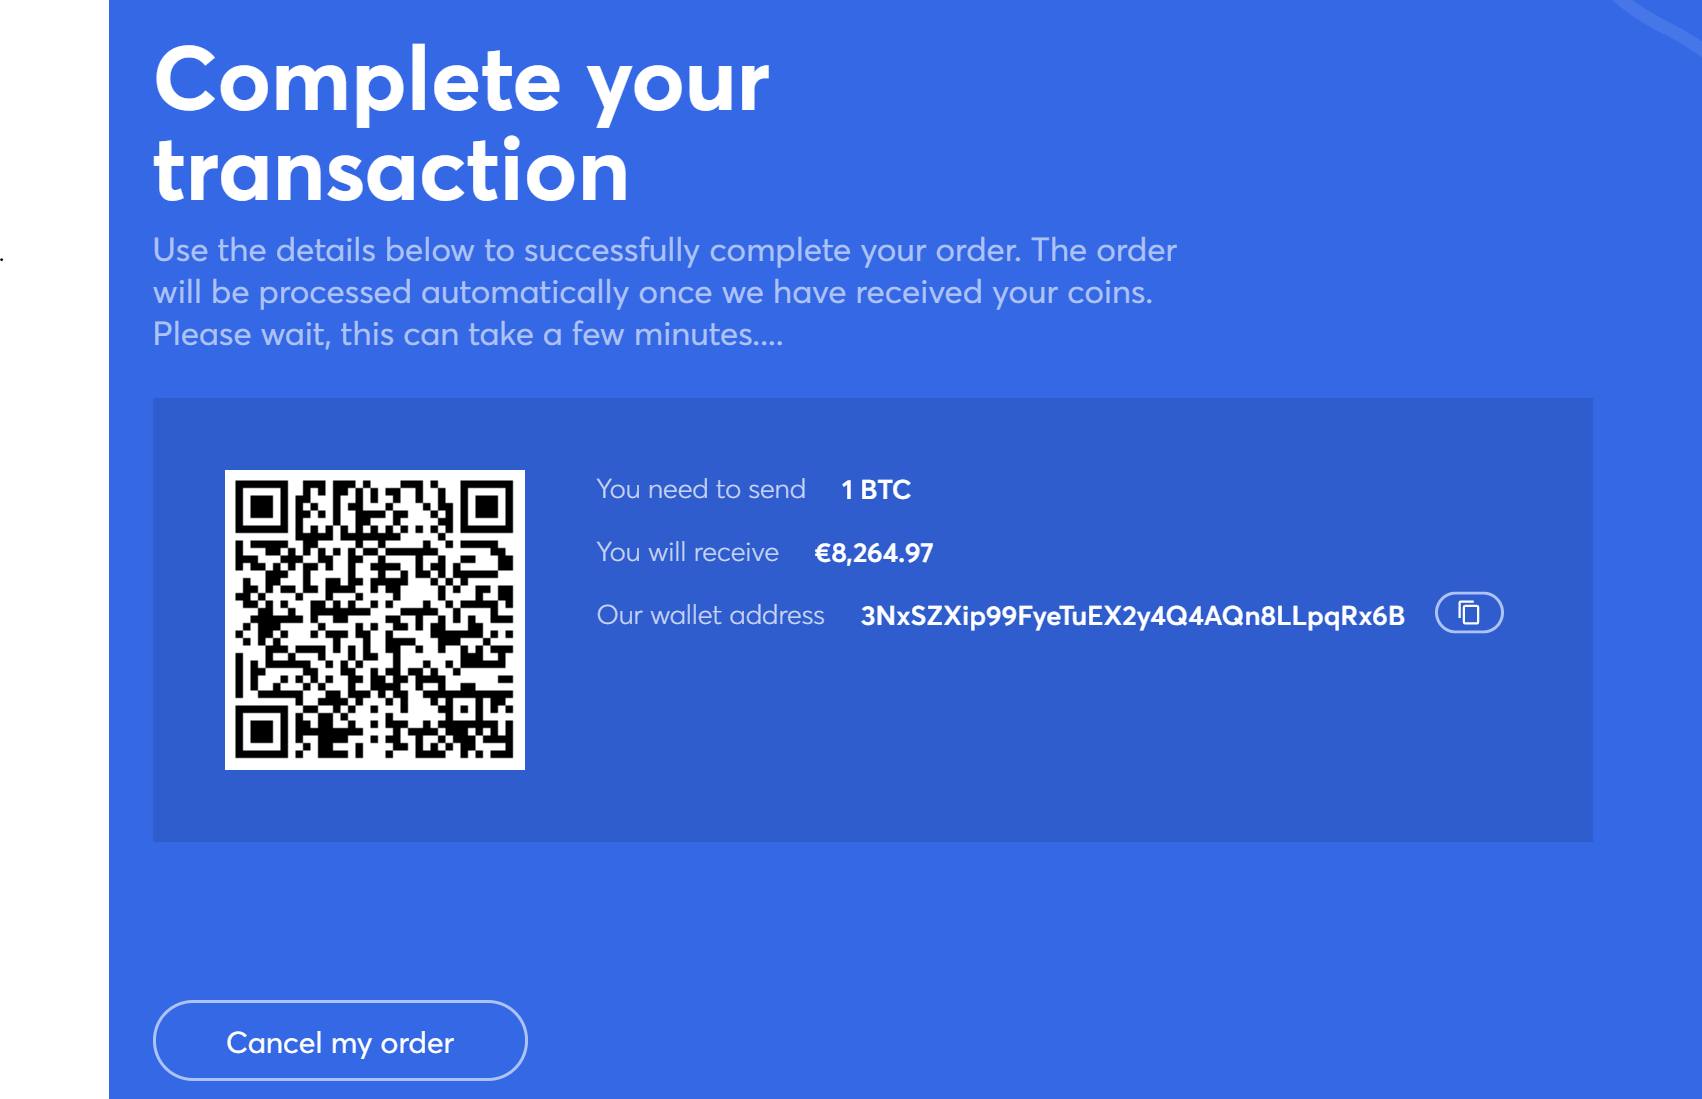 Complete your
transaction
Use the details below to successfully complete your order. The order
will be processed automatically once we have received your coins.
Please wait, this can take a few minutes....
You need to send 1 BTC
You will receive €8,264.97
Our wallet address 3NxSZXip99FyeTuEX2y4Q4AQn8LLpqRx6B
Cancel my order